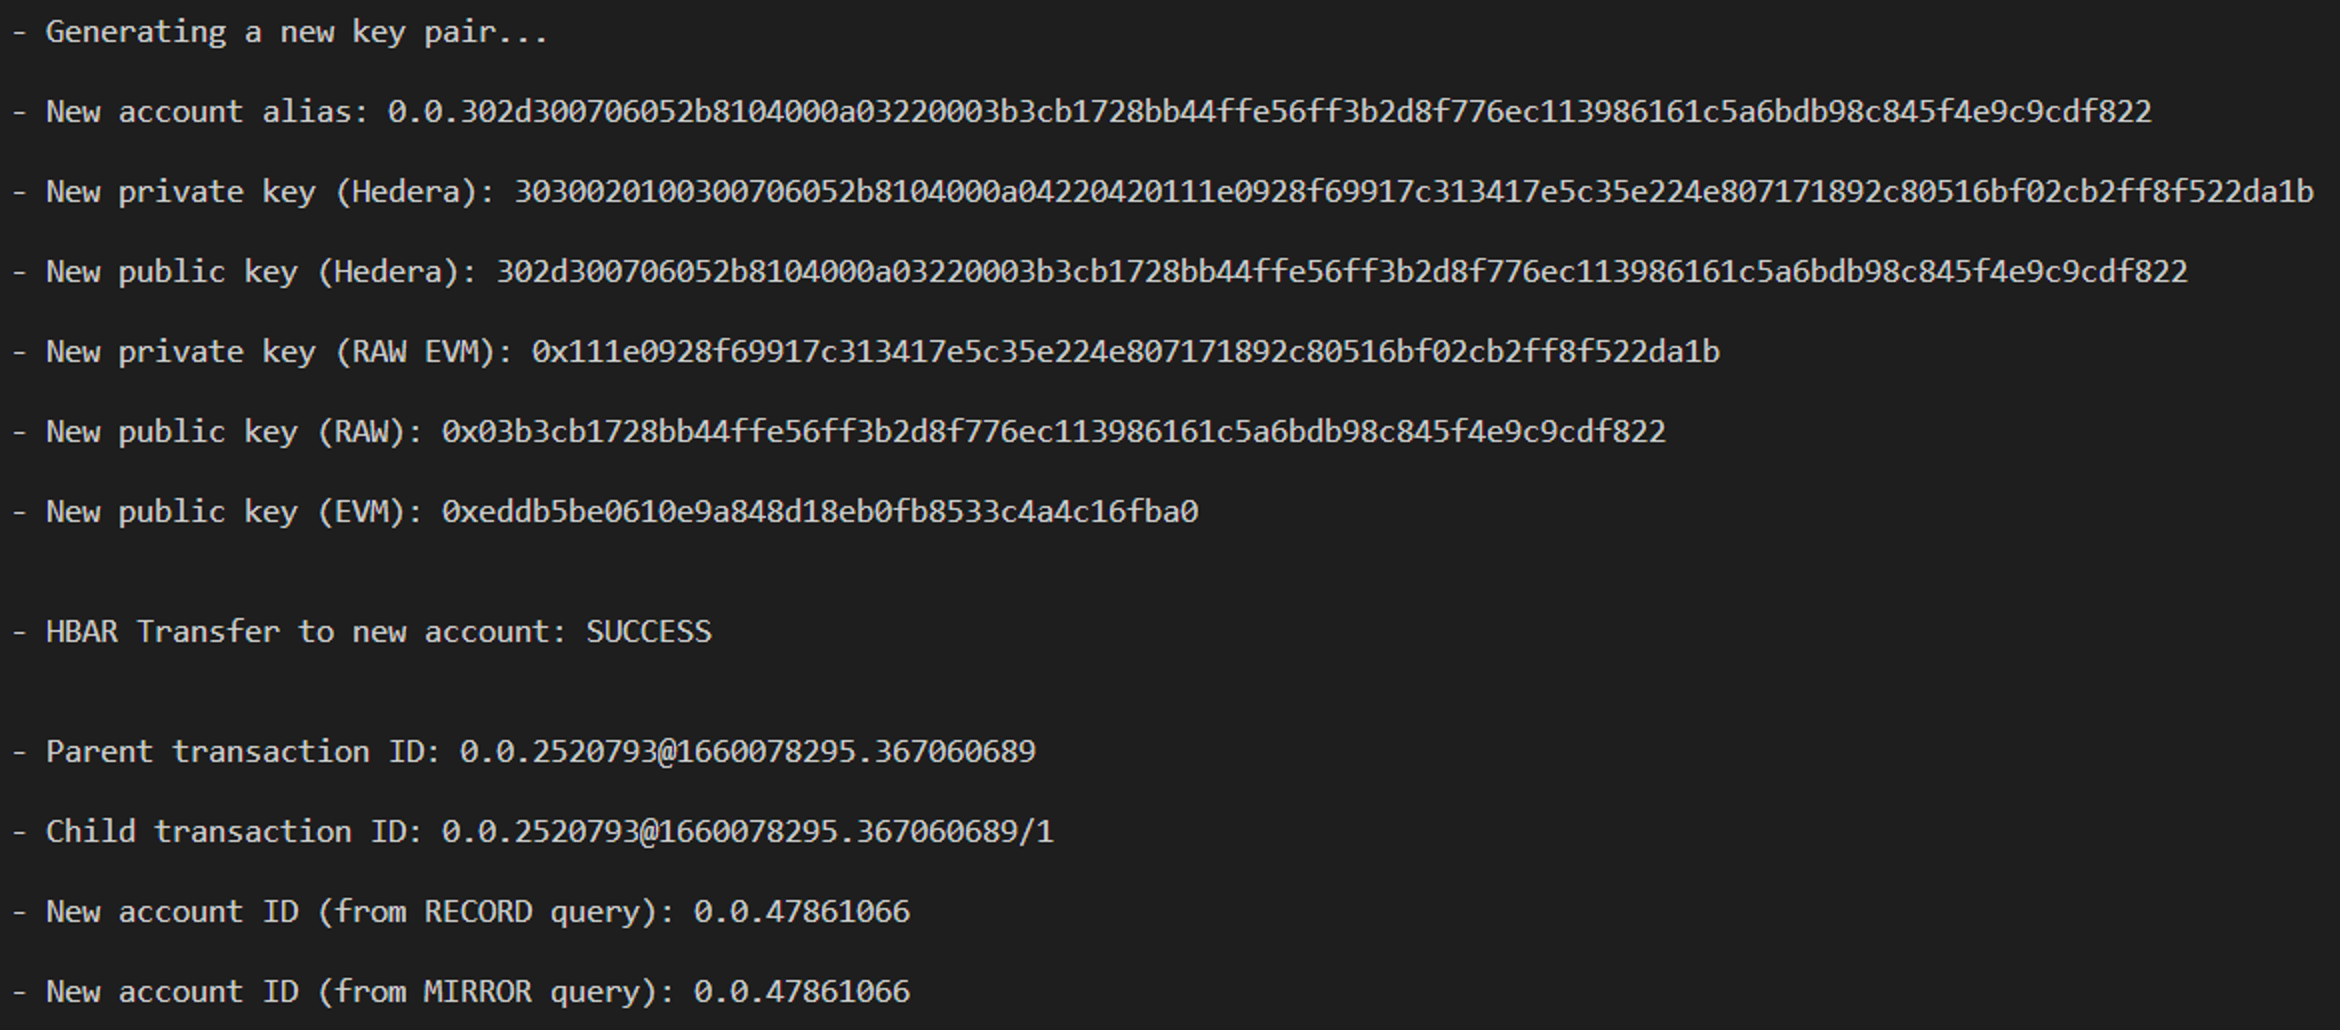 - Generating a new key pair...
- New account alias: 0.0.302d300706052b8104000a03220003b3cb1728bb44ffe56ff3b2d8f776ec113986161c5a6bdb98c845f4e9c9cdf822
- New private key (Hedera): 3030020100300706052b8104000a04220420111e0928f69917c313417e5c35e224e807171892c80516bf02cb2ff8f522da1b
- New public key (Hedera): 302d300706052b8104000a03220003b3cb1728bb44ffe56ff3b2d8f776ec113986161c5a6bdb98c845f4e9c9cdf822
- New private key (RAW EVM): 0x111e0928f69917c313417e5c35e224e807171892c80516bf02cb2ff8f522da1b
- New public key (RAW): 0x03b3cb1728bb44ffe56ff3b2d8f776ec113986161c5a6bdb98c845f4e9c9cdf822
- New public key (EVM): 0xeddb5be0610e9a848d18eb0fb8533c4a4c16fba0
- HBAR Transfer to new account: SUCCESS
- Parent transaction ID: 0.0.2520793@1660078295.367060689
- Child transaction ID: 0.0.2520793@1660078295.367060689/1
- New account ID (from RECORD query): 0.0.47861066
- New account ID (from MIRROR query): 0.0.47861066